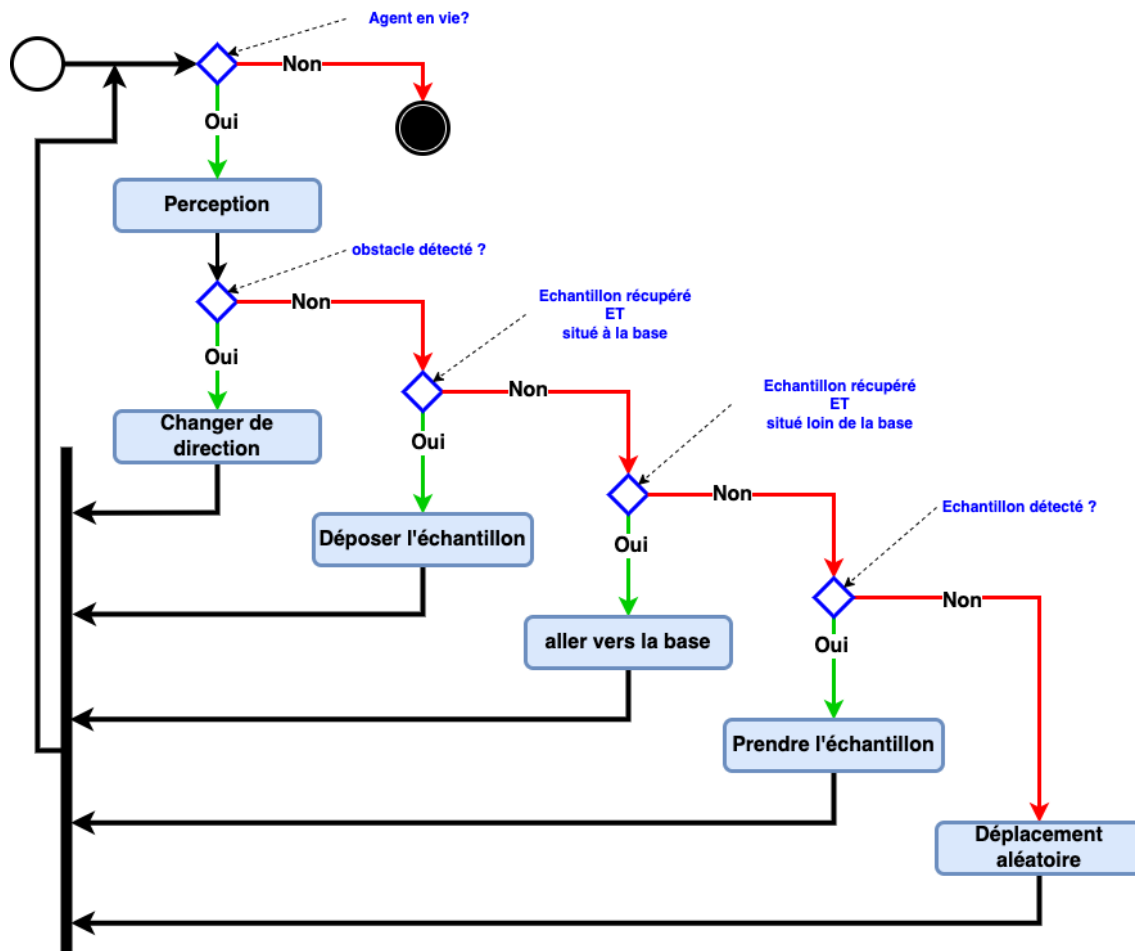 Agent en vie?
Non
Oui
Perception
obstacle détecté ?
Non
Echantillon récupéré
ET
situé à la base
Oui
Non
Echantillon récupéré
ET
situé loin de la base
Changer de
direction
Oui
Non
Echantillon détecté ?
Déposer l'échantillon
Oui
Non
aller vers la base
Oui
Prendre l'échantillon
Déplacement
aléatoire